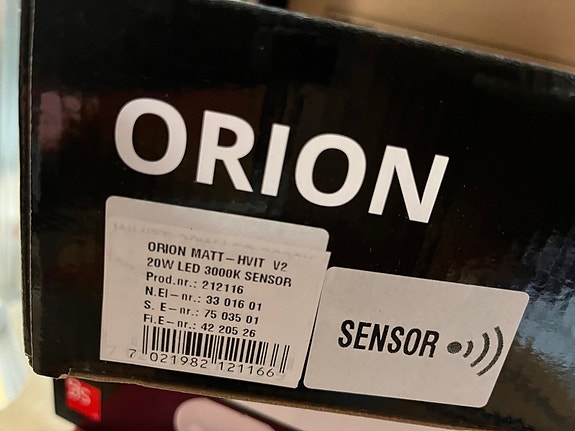 ORION
ORION MATT-HVIT V2
20W LED 3000K SENSOR
Prod.nr.: 212116
N.El-nr.: 33 016 01
S. E-nr.: 75 035 01
Fi.E-nr.: 42 205 26
7 021982 121166
SENSOR